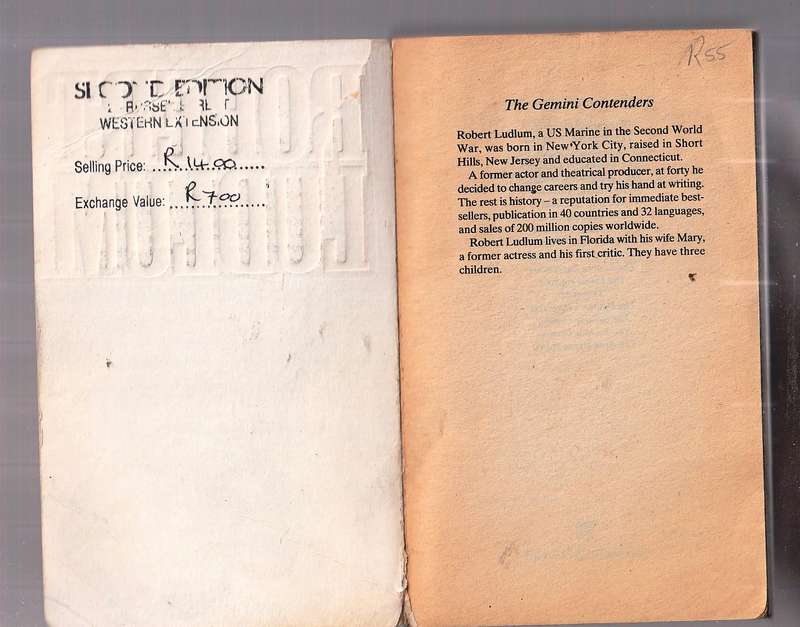 SECOND EDITION
WESTERN EXTENSION
Selling Price: R 14.00
Exchange Value: R 7.00
R55
The Gemini Contenders
Robert Ludlum, a US Marine in the Second World
War, was born in New York City, raised in Short
Hills, New Jersey and educated in Connecticut.
A former actor and theatrical producer, at forty he
decided to change careers and try his hand at writing.
The rest is history – a reputation for immediate best-
sellers, publication in 40 countries and 32 languages,
and sales of 200 million copies worldwide.
Robert Ludlum lives in Florida with his wife Mary,
a former actress and his first critic. They have three
children.